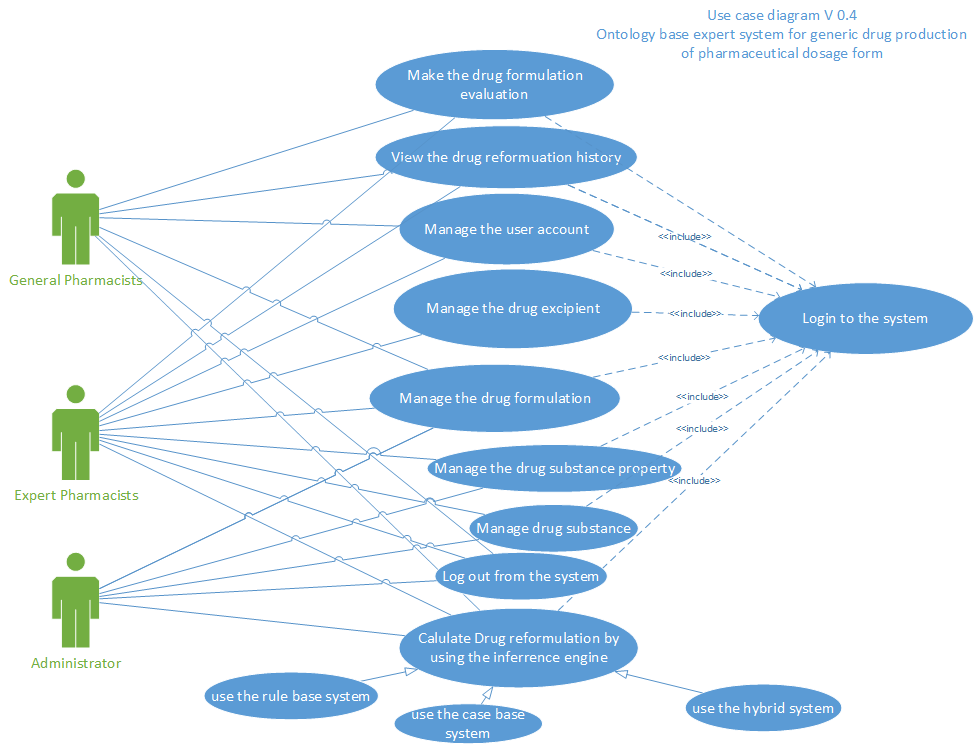 Use case diagram V 0.4
Ontology base expert system for generic drug production
of pharmaceutical dosage form
Make the drug formulation
evaluation
View the drug reformuation history
General Pharmacists
Manage the user account
<<include>>
<<include>>
Manage the drug excipient
<<include>>
Login to the system
<<include>>
Manage the drug formulation
<<include>>
<<include>>
Expert Pharmacists
Manage the drug substance property
<<include>>
Manage drug substance
Log out from the system
Administrator
Calulate Drug reformulation by
using the inferrence engine
use the rule base system
use the case base
system
use the hybrid system